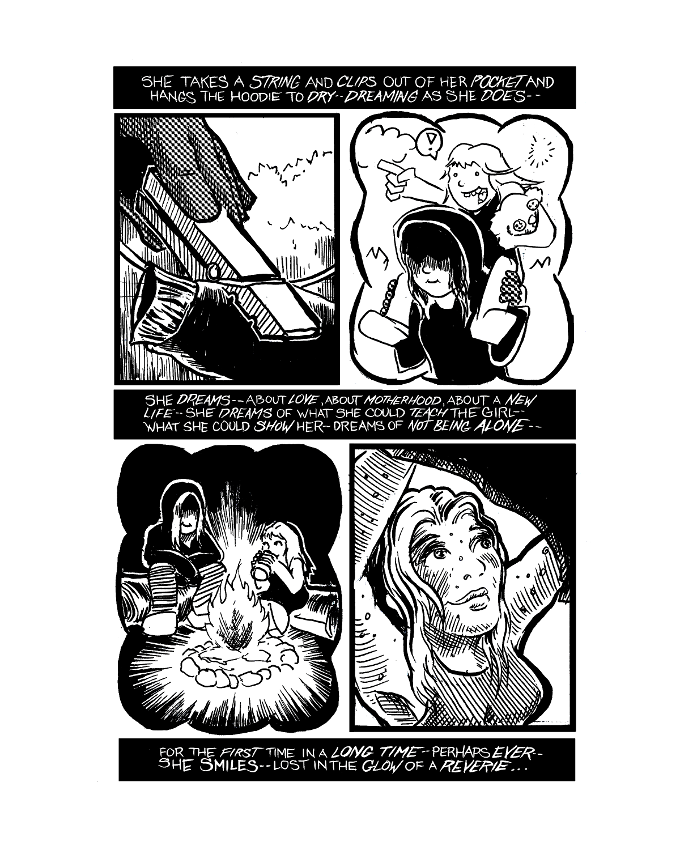 SHE TAKES A STRING AND CLIPS OUT OF HER POCKET AND
HANGS THE HOODIE TO DRY--DREAMING AS SHE DOES--
!
SHE DREAMS--ABOUT LOVE, ABOUT MOTHERHOOD, ABOUT A NEW
LIFE--SHE DREAMS OF WHAT SHE COULD TEACH THE GIRL--
WHAT SHE COULD SHOW HER--DREAMS OF NOT BEING ALONE--
FOR THE FIRST TIME IN A LONG TIME--PERHAPS EVER--
SHE SMILES--LOST IN THE GLOW OF A REVERIE...